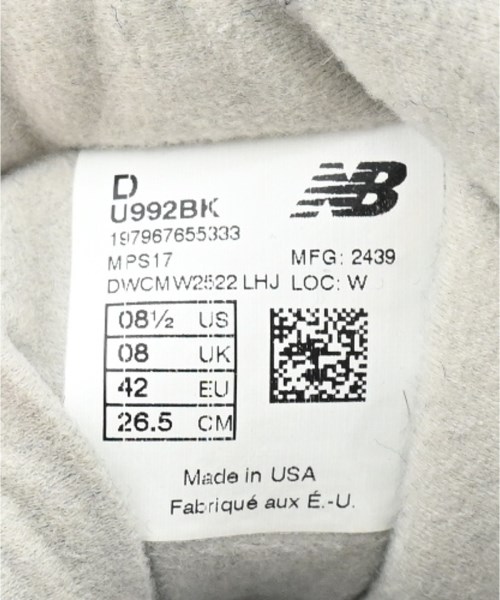 D
U992BK
197967655333
MPS17
DWCMW2522 LHJ
NB
MFG: 2439
LOC: W
08½ US
08 UK
42 EU
26.5 CM
Made in USA
Fabriqué aux É.-U.